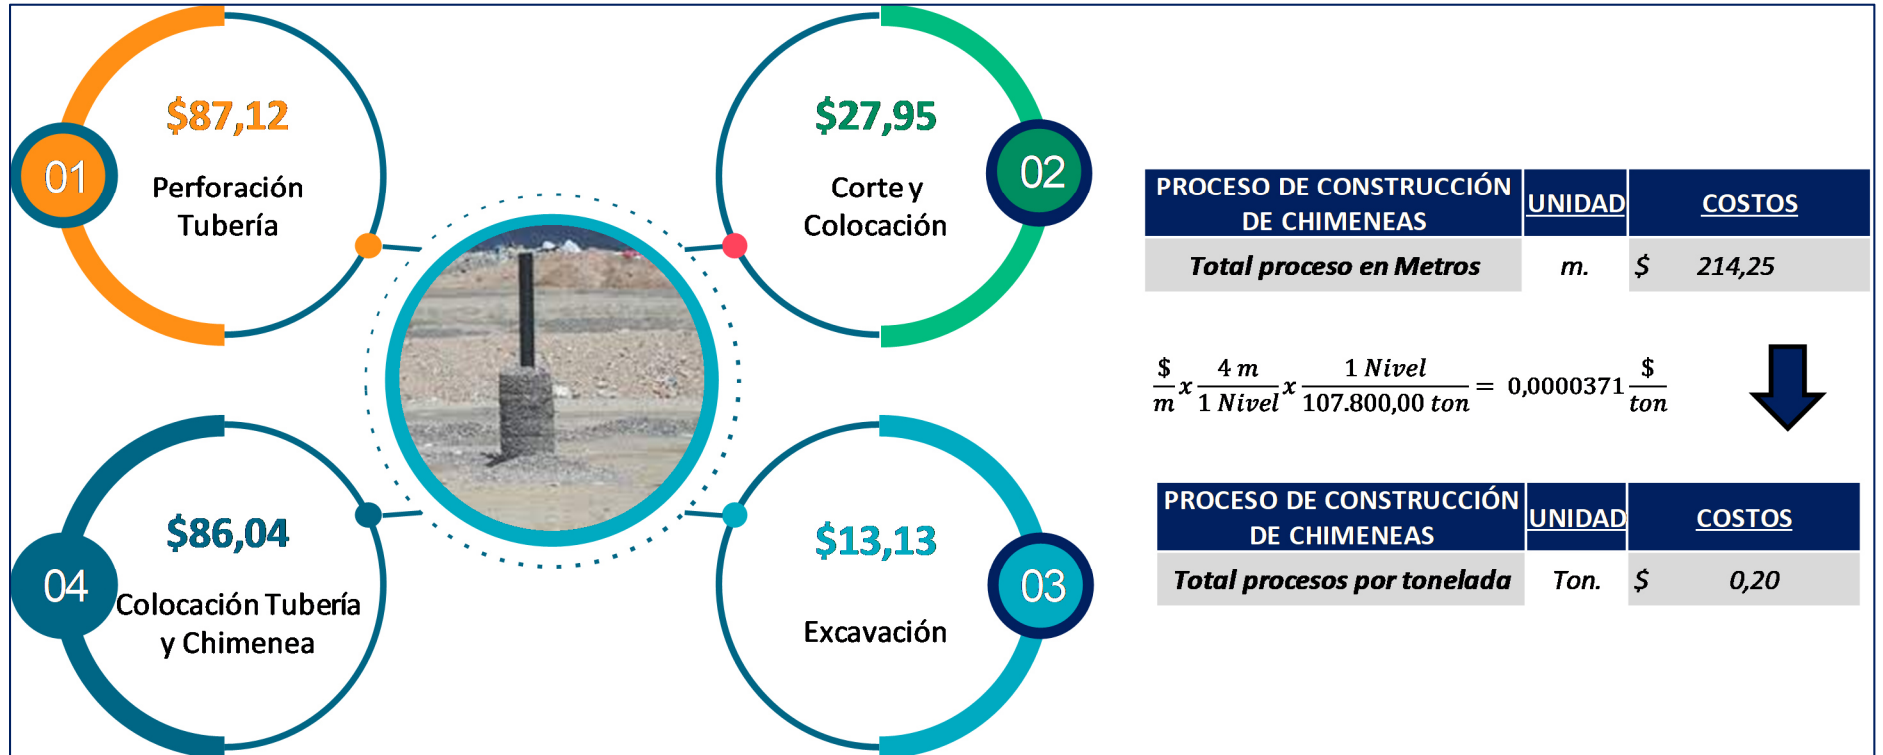 $87,12
01
Perforación
Tubería
$27,95
02
Corte y
Colocación
$86,04
04
Colocación Tubería
y Chimenea
$13,13
03
Excavación
PROCESO DE CONSTRUCCIÓN DE CHIMENEAS UNIDAD COSTOS
Total proceso en Metros m. $ 214,25
$/m x 4 m/1 Nivel x 1 Nivel/107.800,00 ton = 0,0000371 $/ton
PROCESO DE CONSTRUCCIÓN DE CHIMENEAS UNIDAD COSTOS
Total procesos por tonelada Ton. $ 0,20